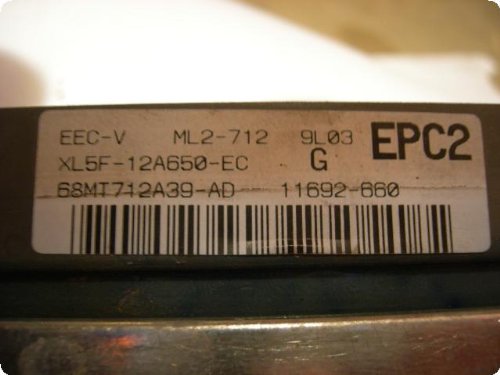 EEC-V ML2-712 9L03 EPC2
XL5F-12A650-EC G
68MT712A39-AD 11692-660